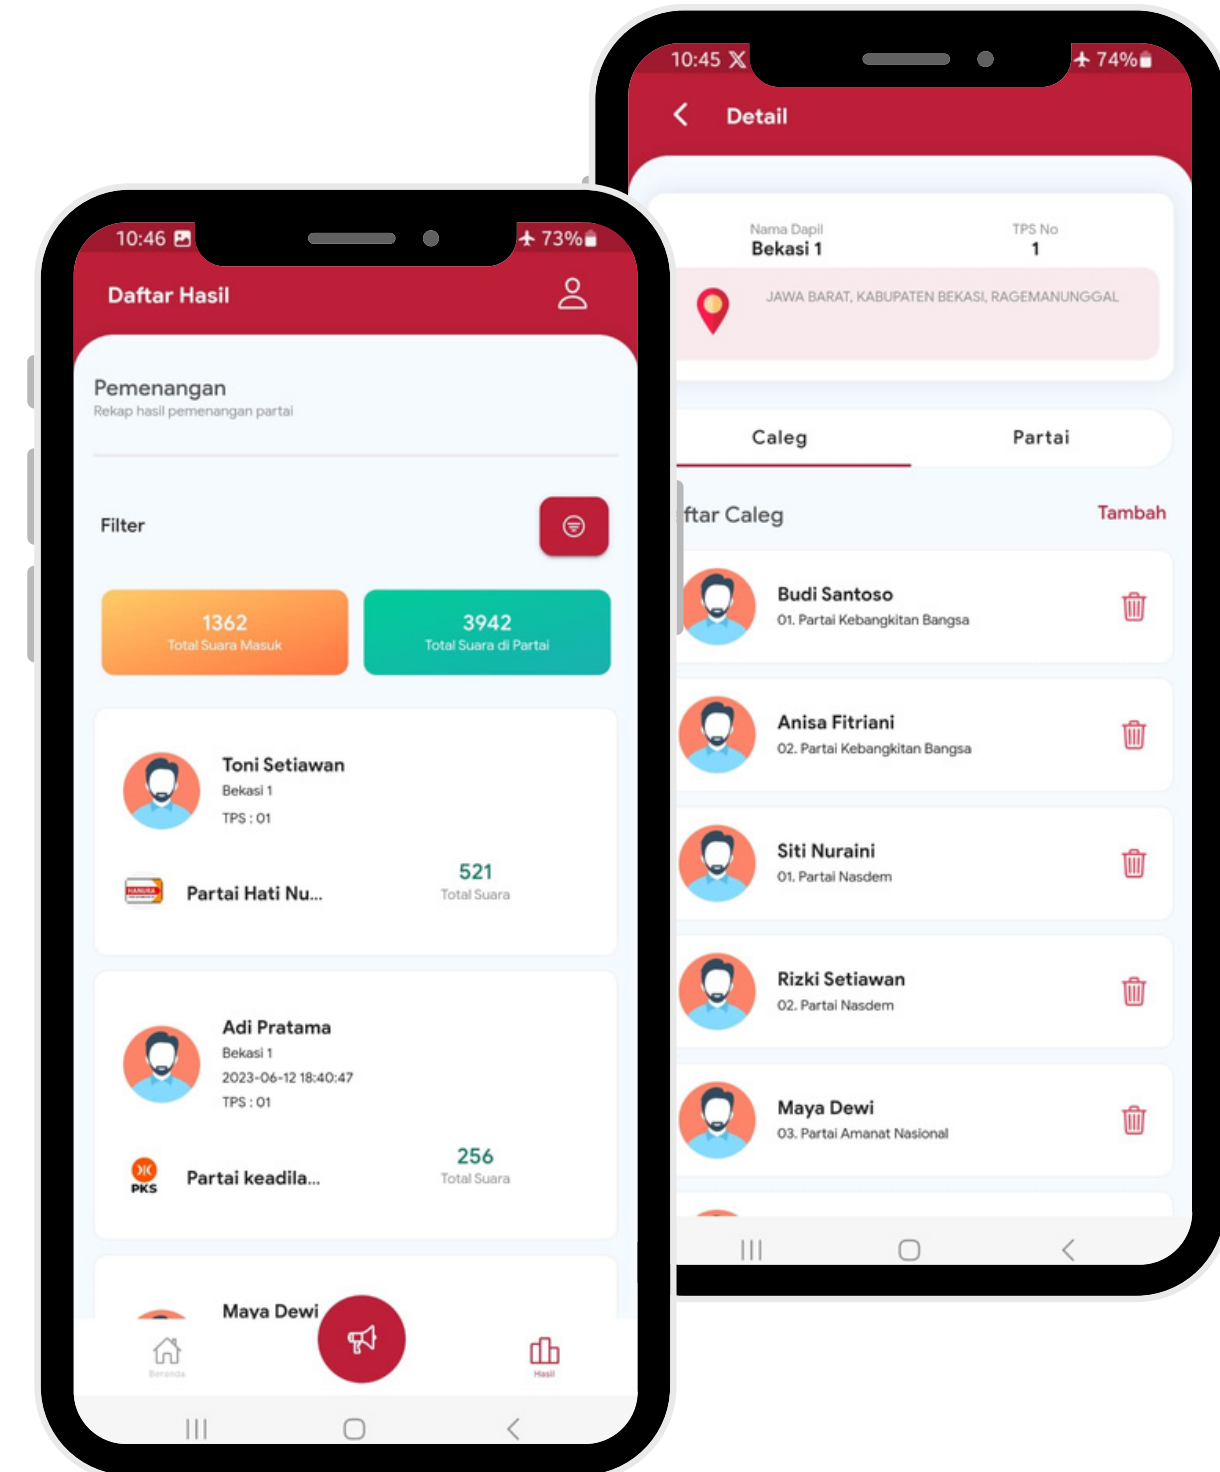 10:46
73%
Daftar Hasil
Pemenangan
Rekap hasil pemenangan partai
Filter
1362
Total Suara Masuk
3942
Total Suara di Partai
Toni Setiawan
Bekasi 1
TPS : 01
HANURA
Partai Hati Nu...
521
Total Suara
Adi Pratama
Bekasi 1
2023-06-12 18:40:47
TPS : 01
PKS
Partai keadila...
256
Total Suara
Maya Dewi
Beranda
Hasil
10:45
74%
Detail
Nama Dapil
Bekasi 1
TPS No
1
JAWA BARAT, KABUPATEN BEKASI, RAGEMANUNGGAL
Caleg
Partai
ftar Caleg
Tambah
Budi Santoso
01. Partai Kebangkitan Bangsa
Anisa Fitriani
02. Partai Kebangkitan Bangsa
Siti Nuraini
01. Partai Nasdem
Rizki Setiawan
02. Partai Nasdem
Maya Dewi
03. Partai Amanat Nasional